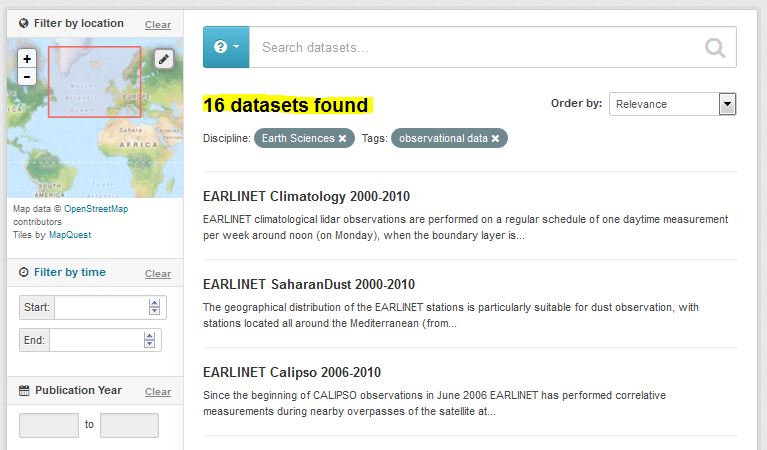 Filter by location Clear
+
-
North
Atlantic
Ocean
EUROPE
Sahara
AFRICA
SOUTH
AMERICA
Map data © OpenStreetMap
contributors
Tiles by MapQuest
Filter by time Clear
Start:
End:
Publication Year Clear
to
? Search datasets...
16 datasets found
Order by: Relevance
Discipline: Earth Sciences ✖ Tags: observational data ✖
EARLINET Climatology 2000-2010
EARLINET climatological lidar observations are performed on a regular schedule of one daytime measurement
per week around noon (on Monday), when the boundary layer is...
EARLINET SaharanDust 2000-2010
The geographical distribution of the EARLINET stations is particularly suitable for dust observation, with
stations located all around the Mediterranean (from...
EARLINET Calipso 2006-2010
Since the beginning of CALIPSO observations in June 2006 EARLINET has performed correlative
measurements during nearby overpasses of the satellite at...